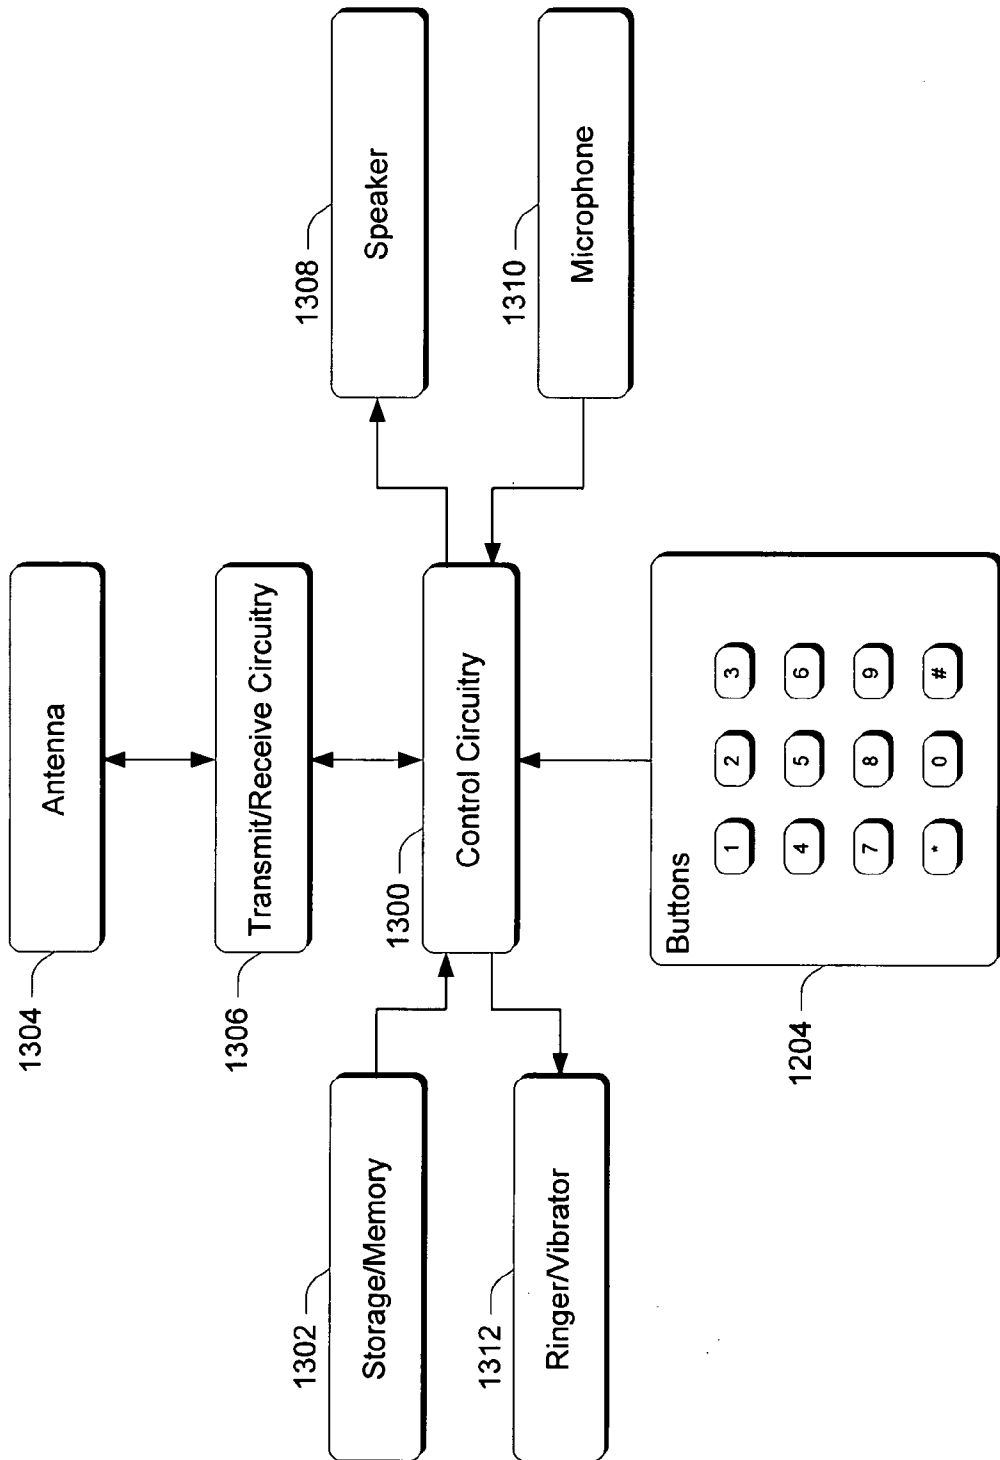 1304
Antenna
1306
Transmit/Receive Circuitry
1302
Storage/Memory
1300
Control Circuitry
1308
Speaker
1312
Ringer/Vibrator
1310
Microphone
1204
Buttons
1 2 3
4 5 6
7 8 9
* 0 #